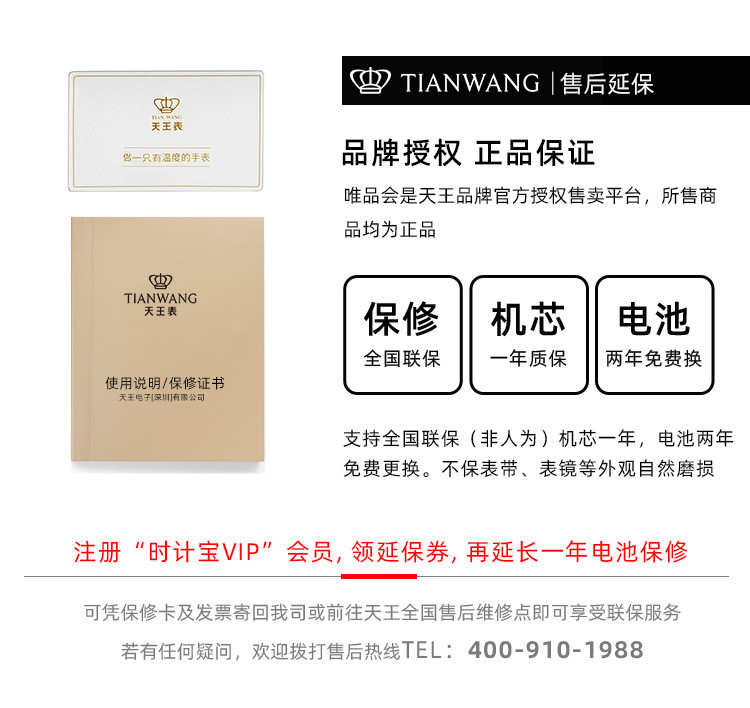 TIAN WANG
天王表
做一只有温度的手表
TIANWANG
天王表
使用说明/保修证书
天王电子[深圳]有限公司
TIANWANG|售后延保
品牌授权 正品保证
唯品会是天王品牌官方授权售卖平台，所售商
品均为正品
保修
全国联保
机芯
一年质保
电池
两年免费换
支持全国联保（非人为）机芯一年，电池两年
免费更换。不保表带、表镜等外观自然磨损
注册“时计宝VIP”会员, 领延保券, 再延长一年电池保修
可凭保修卡及发票寄回我司或前往天王全国售后维修点即可享受联保服务
若有任何疑问，欢迎拨打售后热线TEL：400-910-1988